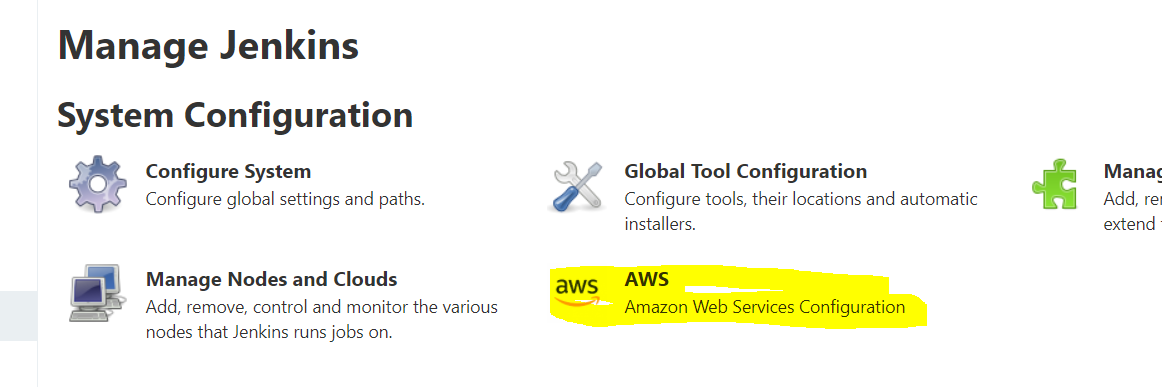 Manage Jenkins
System Configuration
Configure System
Configure global settings and paths.
Global Tool Configuration
Configure tools, their locations and automatic
installers.
Add,
extend
Manage Nodes and Clouds
Add, remove, control and monitor the various
nodes that Jenkins runs jobs on.
aws
AWS
Amazon Web Services Configuration